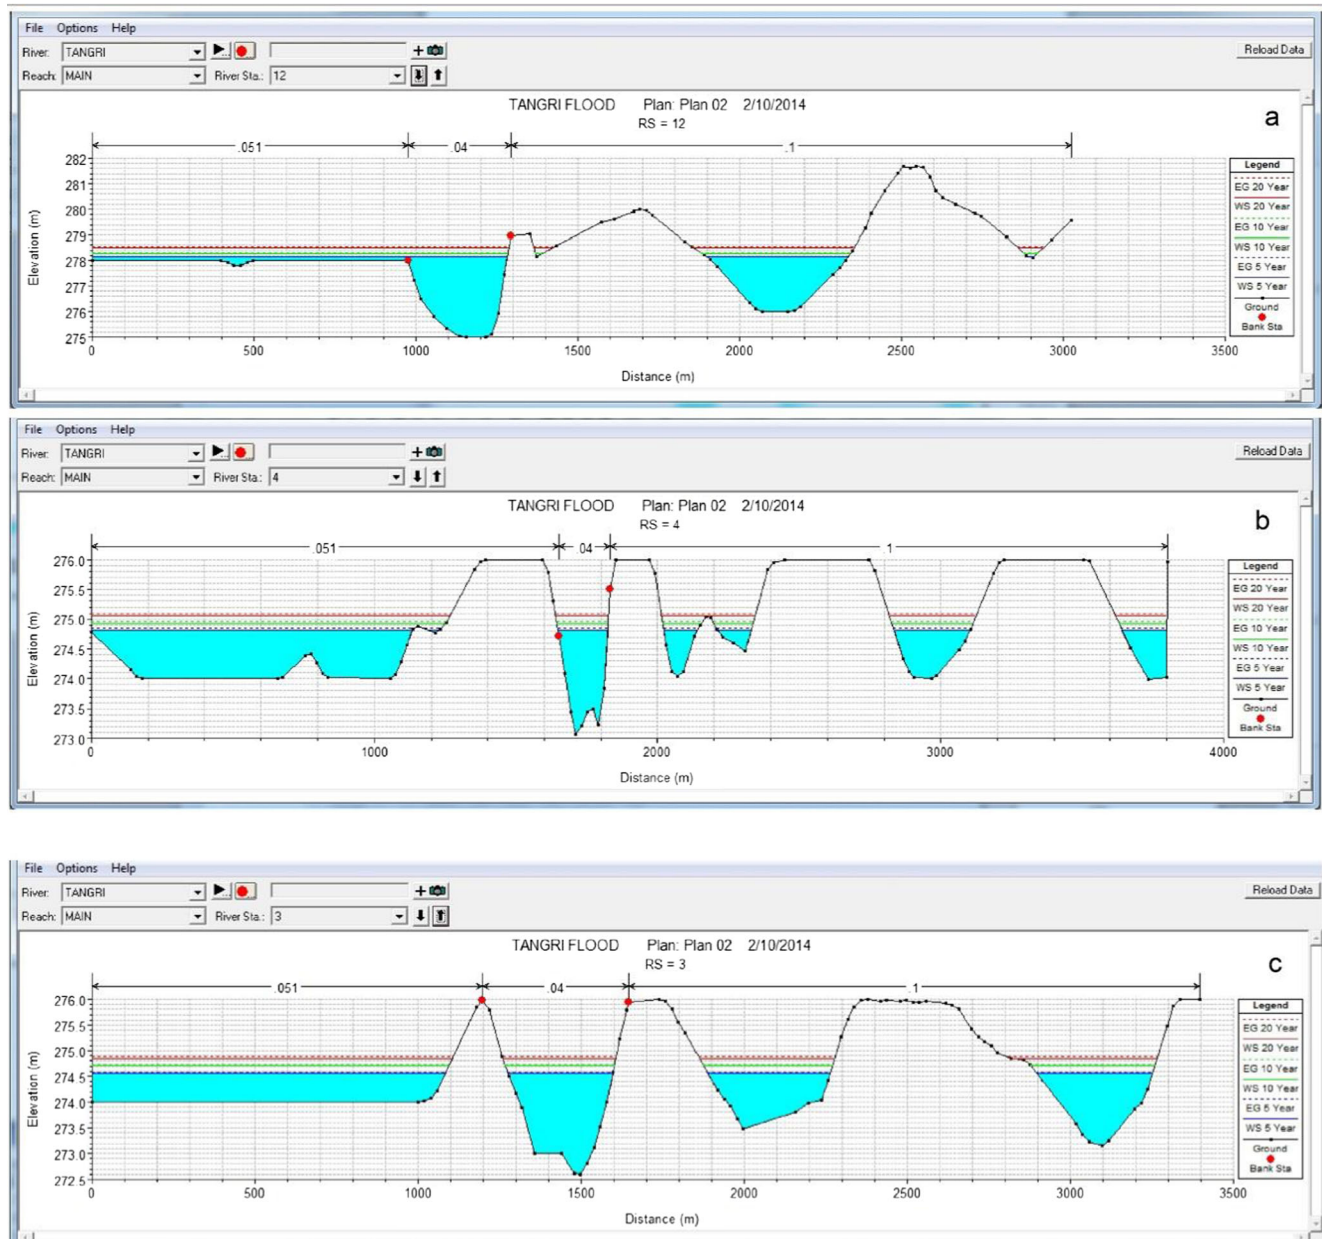 File Options Help
River: TANGRI
Reload Data
Reach: MAIN River Sta.: 12
TANGRI FLOOD Plan: Plan 02 2/10/2014
RS = 12
a
.051 .04 .1
Legend
EG 20 Year
WS 20 Year
EG 10 Year
WS 10 Year
EG 5 Year
WS 5 Year
Ground
Bank Sta
282
281
280
279
278
277
276
275
Elevation (m)
0 500 1000 1500 2000 2500 3000 3500
Distance (m)
File Options Help
River: TANGRI
Reload Data
Reach: MAIN River Sta.: 4
TANGRI FLOOD Plan: Plan 02 2/10/2014
RS = 4
b
.051 .04 .1
Legend
EG 20 Year
WS 20 Year
EG 10 Year
WS 10 Year
EG 5 Year
WS 5 Year
Ground
Bank Sta
276.0
275.5
275.0
274.5
274.0
273.5
273.0
Elevation (m)
0 1000 2000 3000 4000
Distance (m)
File Options Help
River: TANGRI
Reload Data
Reach: MAIN River Sta.: 3
TANGRI FLOOD Plan: Plan 02 2/10/2014
RS = 3
c
.051 .04 .1
Legend
EG 20 Year
WS 20 Year
EG 10 Year
WS 10 Year
EG 5 Year
WS 5 Year
Ground
Bank Sta
276.0
275.5
275.0
274.5
274.0
273.5
273.0
272.5
Elevation (m)
0 500 1000 1500 2000 2500 3000 3500
Distance (m)